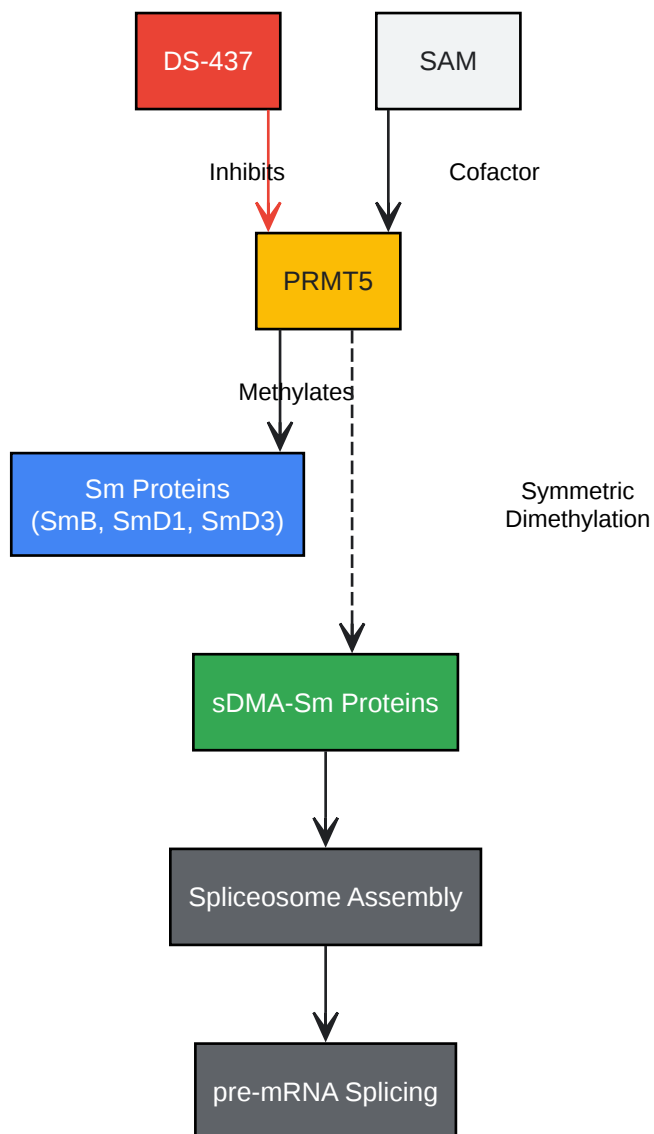 DS-437
SAM
Inhibits
Cofactor
PRMT5
Methylates
Sm Proteins
(SmB, SmD1, SmD3)
Symmetric
Dimethylation
sDMA-Sm Proteins
Spliceosome Assembly
pre-mRNA Splicing